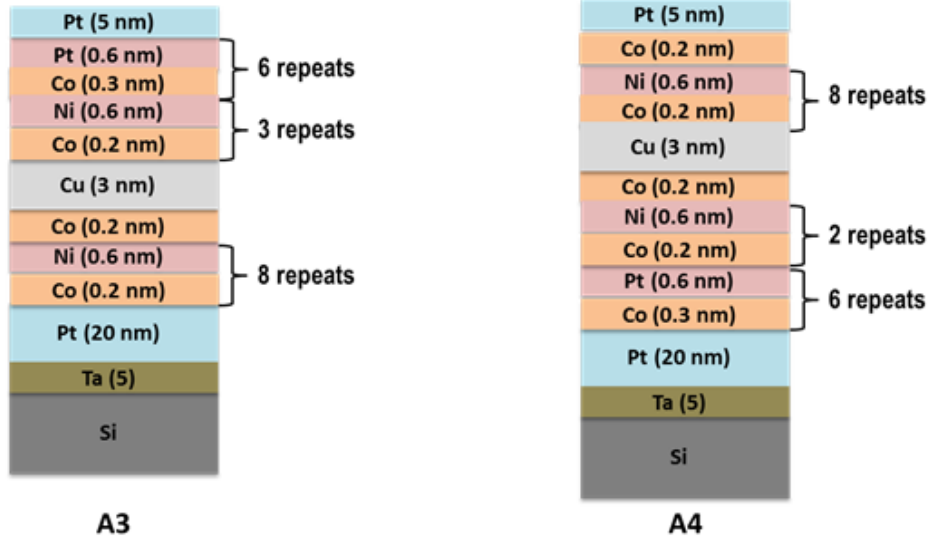 Pt (5 nm)
Pt (0.6 nm)
Co (0.3 nm)
6 repeats
Ni (0.6 nm)
Co (0.2 nm)
3 repeats
Cu (3 nm)
Co (0.2 nm)
Ni (0.6 nm)
Co (0.2 nm)
8 repeats
Pt (20 nm)
Ta (5)
Si
A3
Pt (5 nm)
Co (0.2 nm)
Ni (0.6 nm)
Co (0.2 nm)
8 repeats
Cu (3 nm)
Co (0.2 nm)
Ni (0.6 nm)
Co (0.2 nm)
2 repeats
Pt (0.6 nm)
Co (0.3 nm)
6 repeats
Pt (20 nm)
Ta (5)
Si
A4